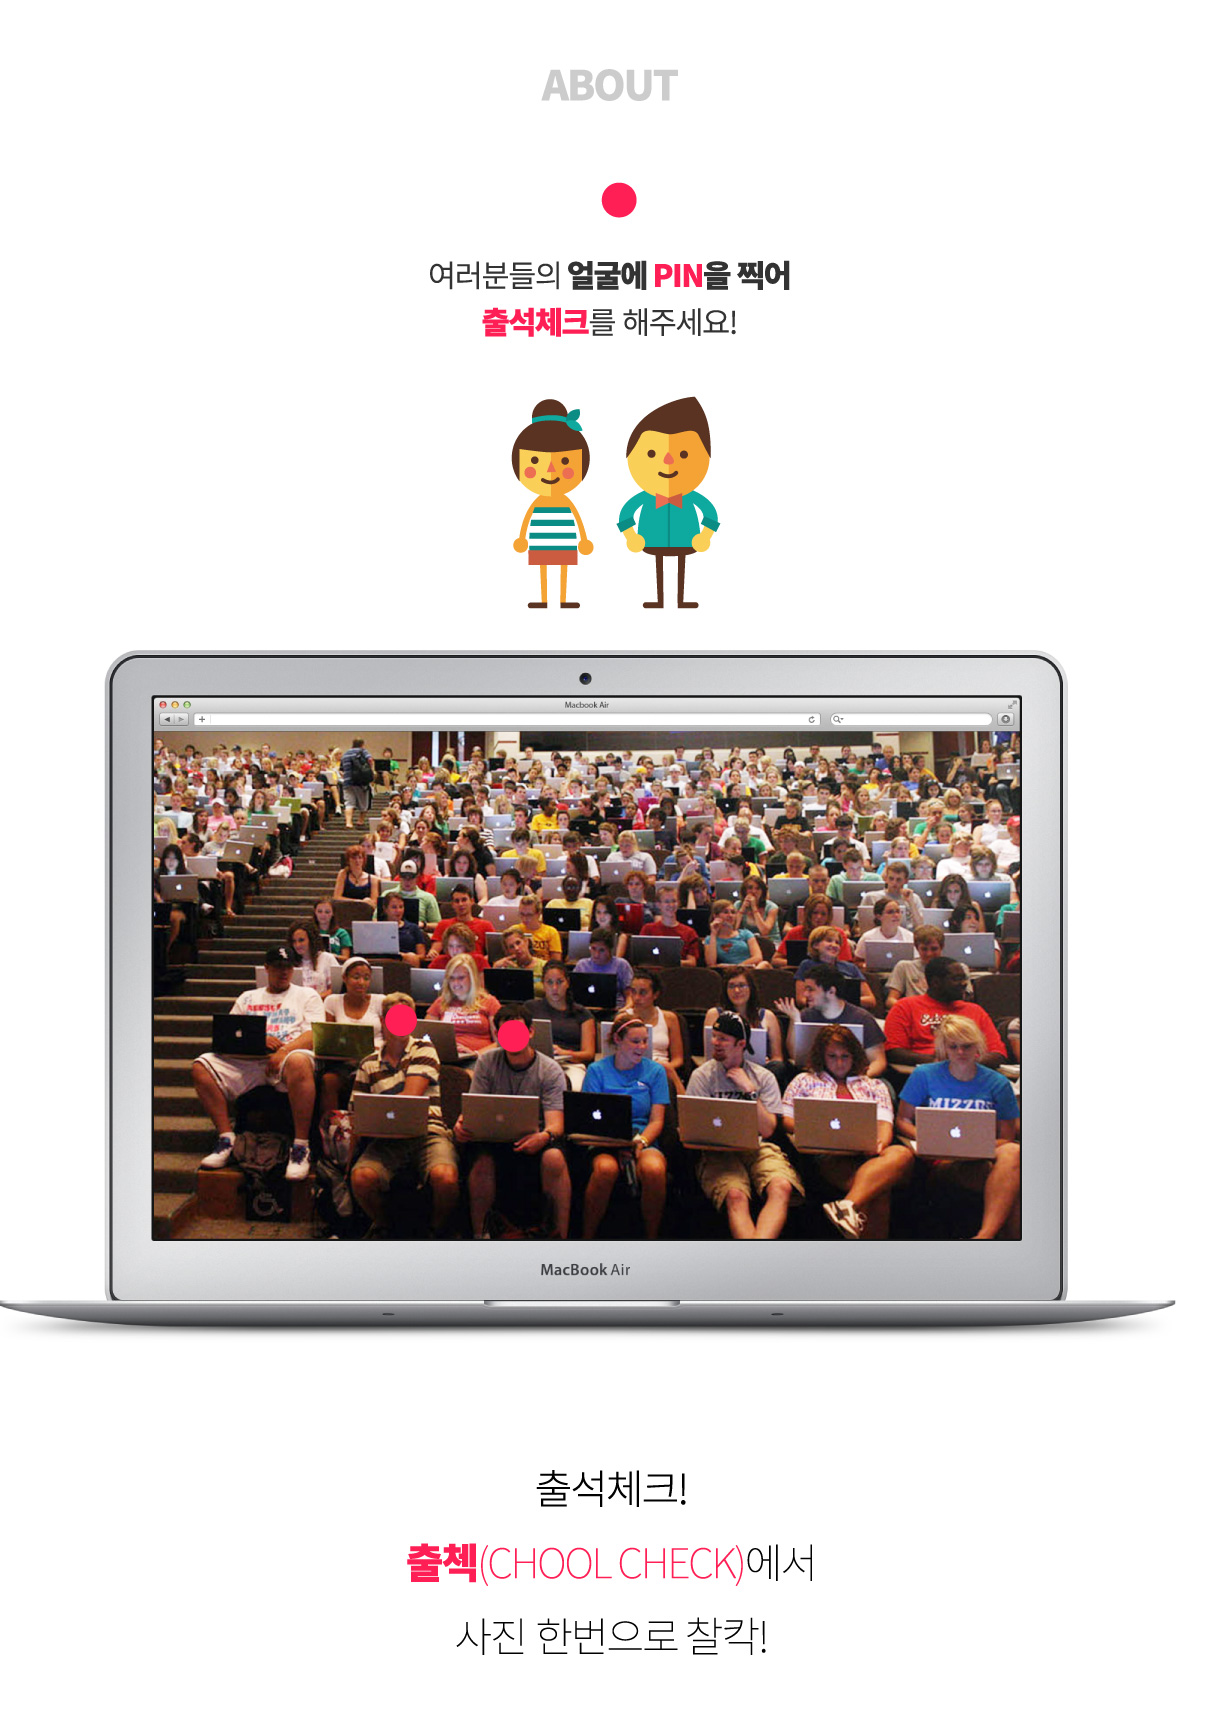 ABOUT
여러분들의 얼굴에 PIN을 찍어
출석체크를 해주세요!
Macbook Air
MIZZOU
MacBook Air
출석체크!
출첵(CHOOL CHECK)에서
사진 한번으로 찰칵!